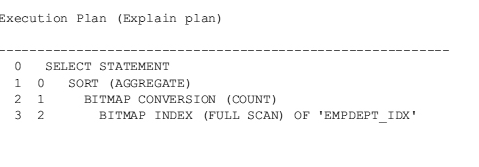 Execution Plan (Explain plan)
----------------------------------------------------------
0 SELECT STATEMENT
1 0 SORT (AGGREGATE)
2 1 BITMAP CONVERSION (COUNT)
3 2 BITMAP INDEX (FULL SCAN) OF 'EMPDEPT_IDX'